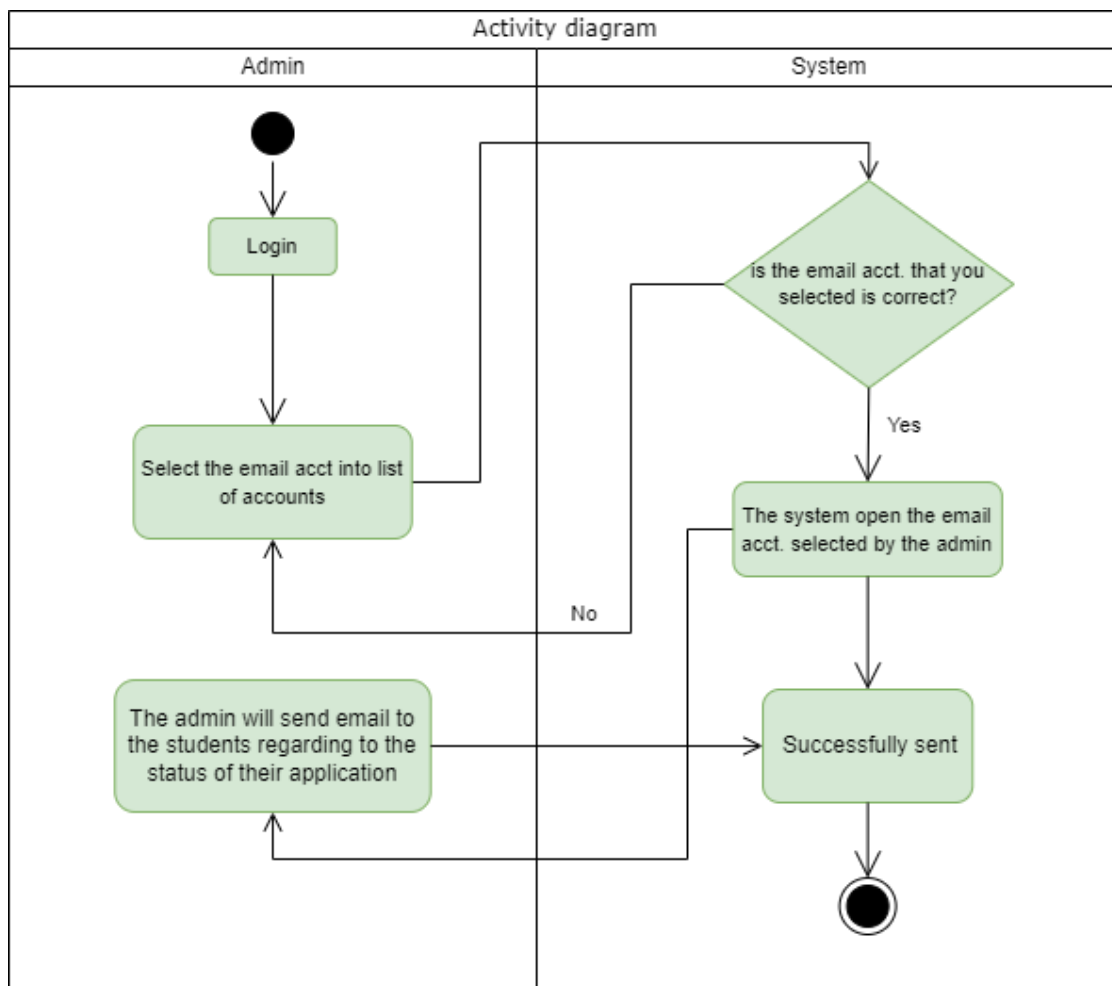 Activity diagram
Admin
System
Login
is the email acct. that you
selected is correct?
Yes
Select the email acct into list
of accounts
The system open the email
acct. selected by the admin
No
The admin will send email to
the students regarding to the
status of their application
Successfully sent